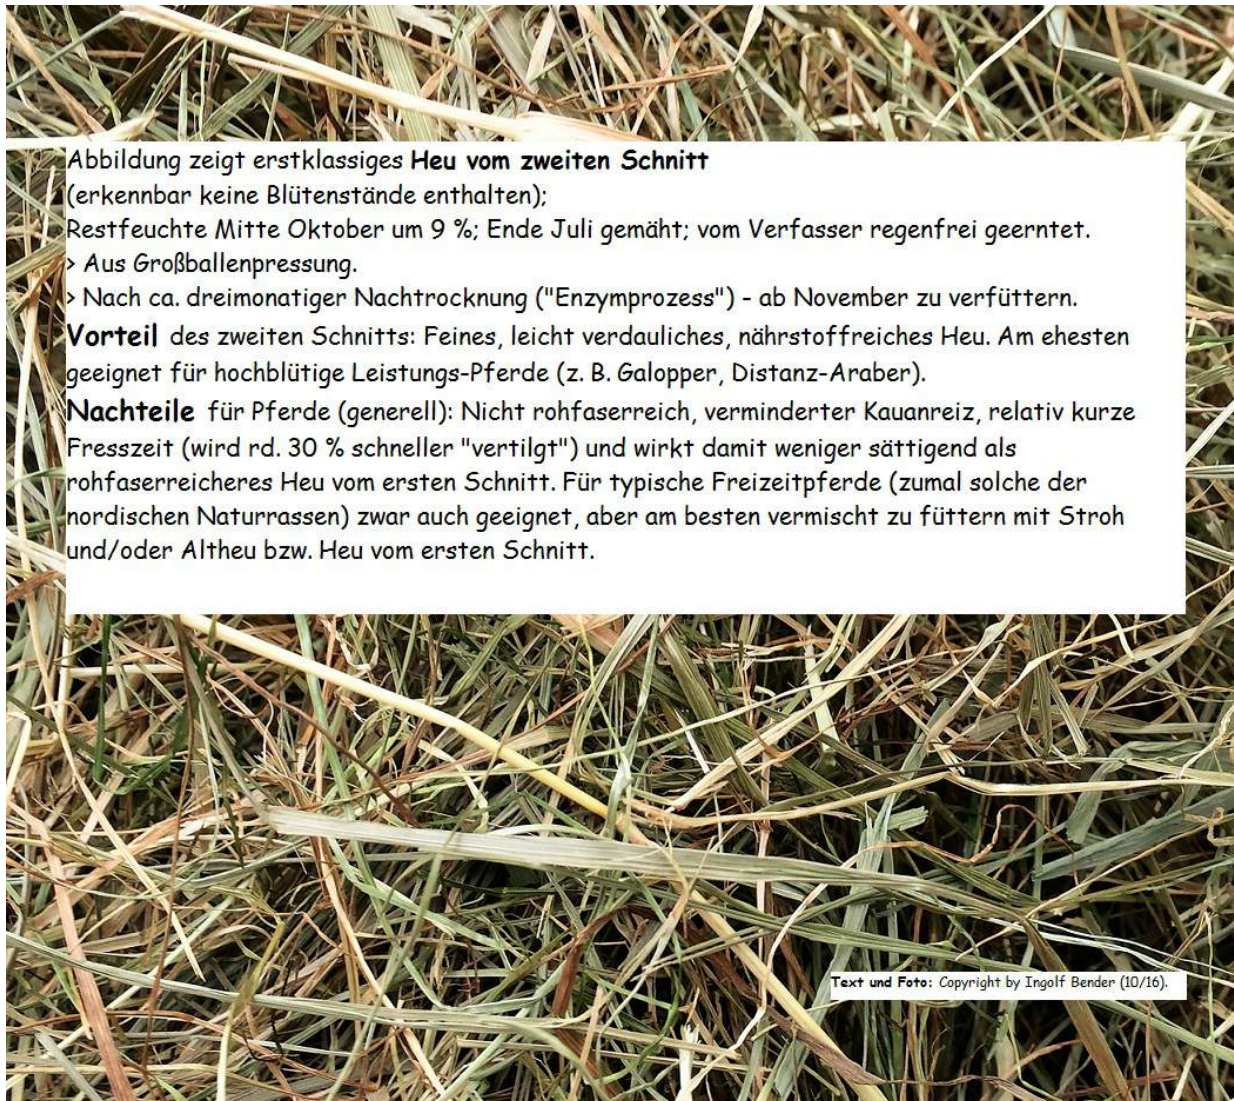 Abbildung zeigt erstklassiges Heu vom zweiten Schnitt
(erkennbar keine Blütenstände enthalten);
Restfeuchte Mitte Oktober um 9 %; Ende Juli gemäht; vom Verfasser regenfrei geerntet.
> Aus Großballenpressung.
> Nach ca. dreimonatiger Nachtrocknung ("Enzymprozess") - ab November zu verfüttern.
Vorteil des zweiten Schnitts: Feines, leicht verdauliches, nährstoffreiches Heu. Am ehesten
geeignet für hochblütige Leistungs-Pferde (z. B. Galopper, Distanz-Araber).
Nachteile für Pferde (generell): Nicht rohfaserreich, verminderter Kauanreiz, relativ kurze
Fresszeit (wird rd. 30 % schneller "vertilgt") und wirkt damit weniger sättigend als
rohfaserreicheres Heu vom ersten Schnitt. Für typische Freizeitpferde (zumal solche der
nordischen Naturrassen) zwar auch geeignet, aber am besten vermischt zu füttern mit Stroh
und/oder Altheu bzw. Heu vom ersten Schnitt.
Text und Foto: Copyright by Ingolf Bender (10/16).